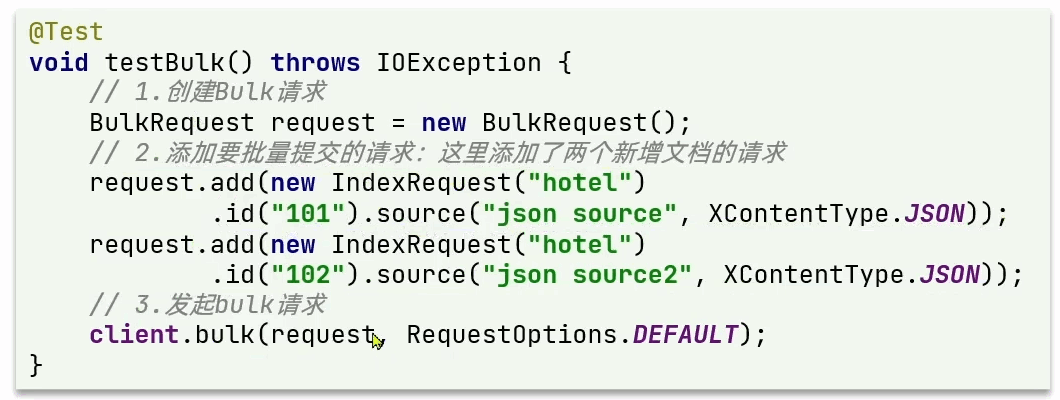 @Test
void testBulk() throws IOException {
    // 1.创建Bulk请求
    BulkRequest request = new BulkRequest();
    // 2.添加要批量提交的请求：这里添加了两个新增文档的请求
    request.add(new IndexRequest("hotel")
            .id("101").source("json source", XContentType.JSON));
    request.add(new IndexRequest("hotel")
            .id("102").source("json source2", XContentType.JSON));
    // 3.发起bulk请求
    client.bulk(request, RequestOptions.DEFAULT);
}